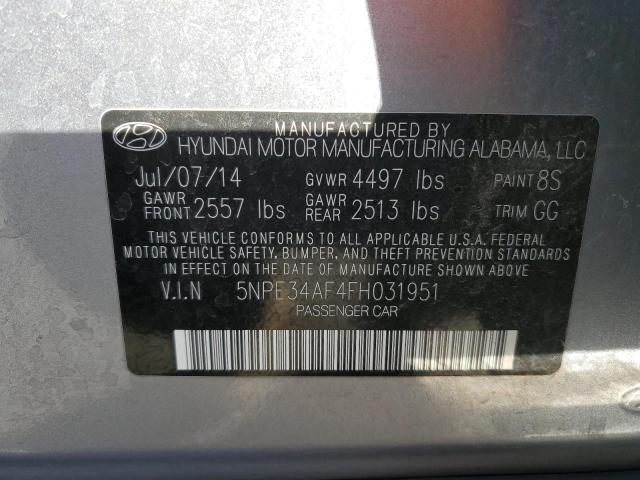 MANUFACTURED BY
HYUNDAI MOTOR MANUFACTURING ALABAMA, LLC
Jul/07/14 GVWR 4497 lbs PAINT 8S
GAWR FRONT 2557 lbs GAWR REAR 2513 lbs TRIM GG
THIS VEHICLE CONFORMS TO ALL APPLICABLE U.S.A. FEDERAL
MOTOR VEHICLE SAFETY, BUMPER, AND THEFT PREVENTION STANDARDS
IN EFFECT ON THE DATE OF MANUFACTURE SHOWN ABOVE.
V.I.N 5NPE34AF4FH031951
PASSENGER CAR